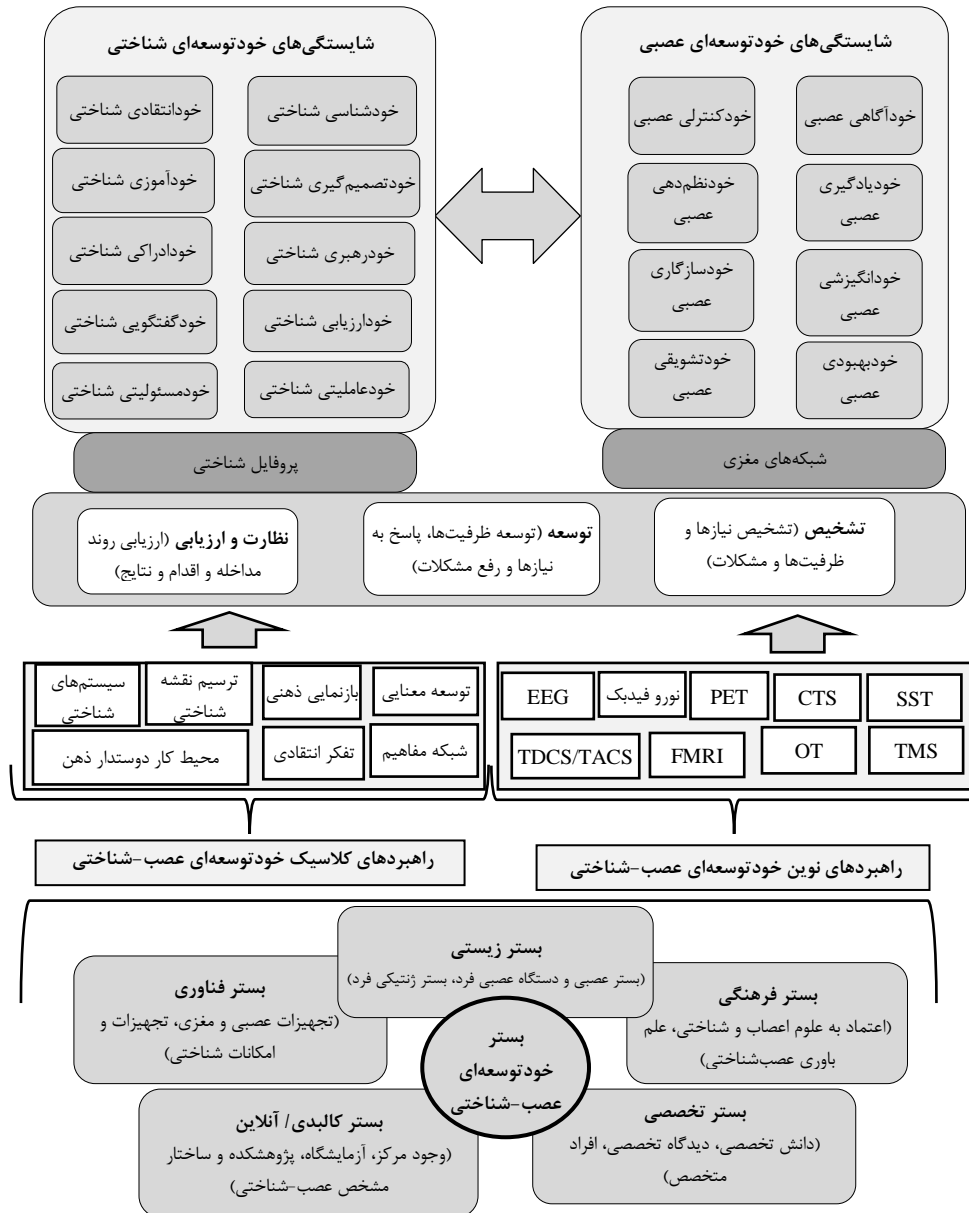 شایستگی‌های خودتوسعه‌ای عصبی
خودآگاهی عصبی
خودکنترلی عصبی
خودیادگیری
عصبی
خودنظم‌دهی
عصبی
خودانگیزشی
عصبی
خودسازگاری
عصبی
خودبهبودی
عصبی
خودتشویقی
عصبی
شایستگی‌های خودتوسعه‌ای شناختی
خودشناسی شناختی
خودانتقادی شناختی
خودتصمیم‌گیری شناختی
خودآموزی شناختی
خودرهبری شناختی
خودادراکی شناختی
خودارزیابی شناختی
خودگفتگویی شناختی
خودعاملیتی شناختی
خودمسئولیتی شناختی
شبکه‌های مغزی
پروفایل شناختی
تشخیص (تشخیص نیازها و
ظرفیت‌ها و مشکلات)
توسعه (توسعه ظرفیت‌ها، پاسخ به
نیازها و رفع مشکلات)
نظارت و ارزیابی (ارزیابی روند
مداخله و اقدام و نتایج)
SST
CTS
PET
نورو فیدبک
EEG
TMS
OT
FMRI
TDCS/TACS
توسعه معنایی
بازنمایی ذهنی
ترسیم نقشه
شناختی
سیستم‌های
شناختی
شبکه مفاهیم
تفکر انتقادی
محیط کار دوستدار ذهن
راهبردهای نوین خودتوسعه‌ای عصب-شناختی
راهبردهای کلاسیک خودتوسعه‌ای عصب-شناختی
بستر زیستی
(بستر عصبی و دستگاه عصبی فرد، بستر ژنتیکی فرد)
بستر فرهنگی
(اعتماد به علوم اعصاب و شناختی، علم
باوری عصب‌شناختی)
بستر فناوری
(تجهیزات عصبی و مغزی، تجهیزات و
امکانات شناختی)
بستر
خودتوسعه‌ای
عصب-شناختی
بستر تخصصی
(دانش تخصصی، دیدگاه تخصصی، افراد
متخصص)
بستر کالبدی/ آنلاین
(وجود مرکز، آزمایشگاه، پژوهشکده و ساختار
مشخص عصب-شناختی)